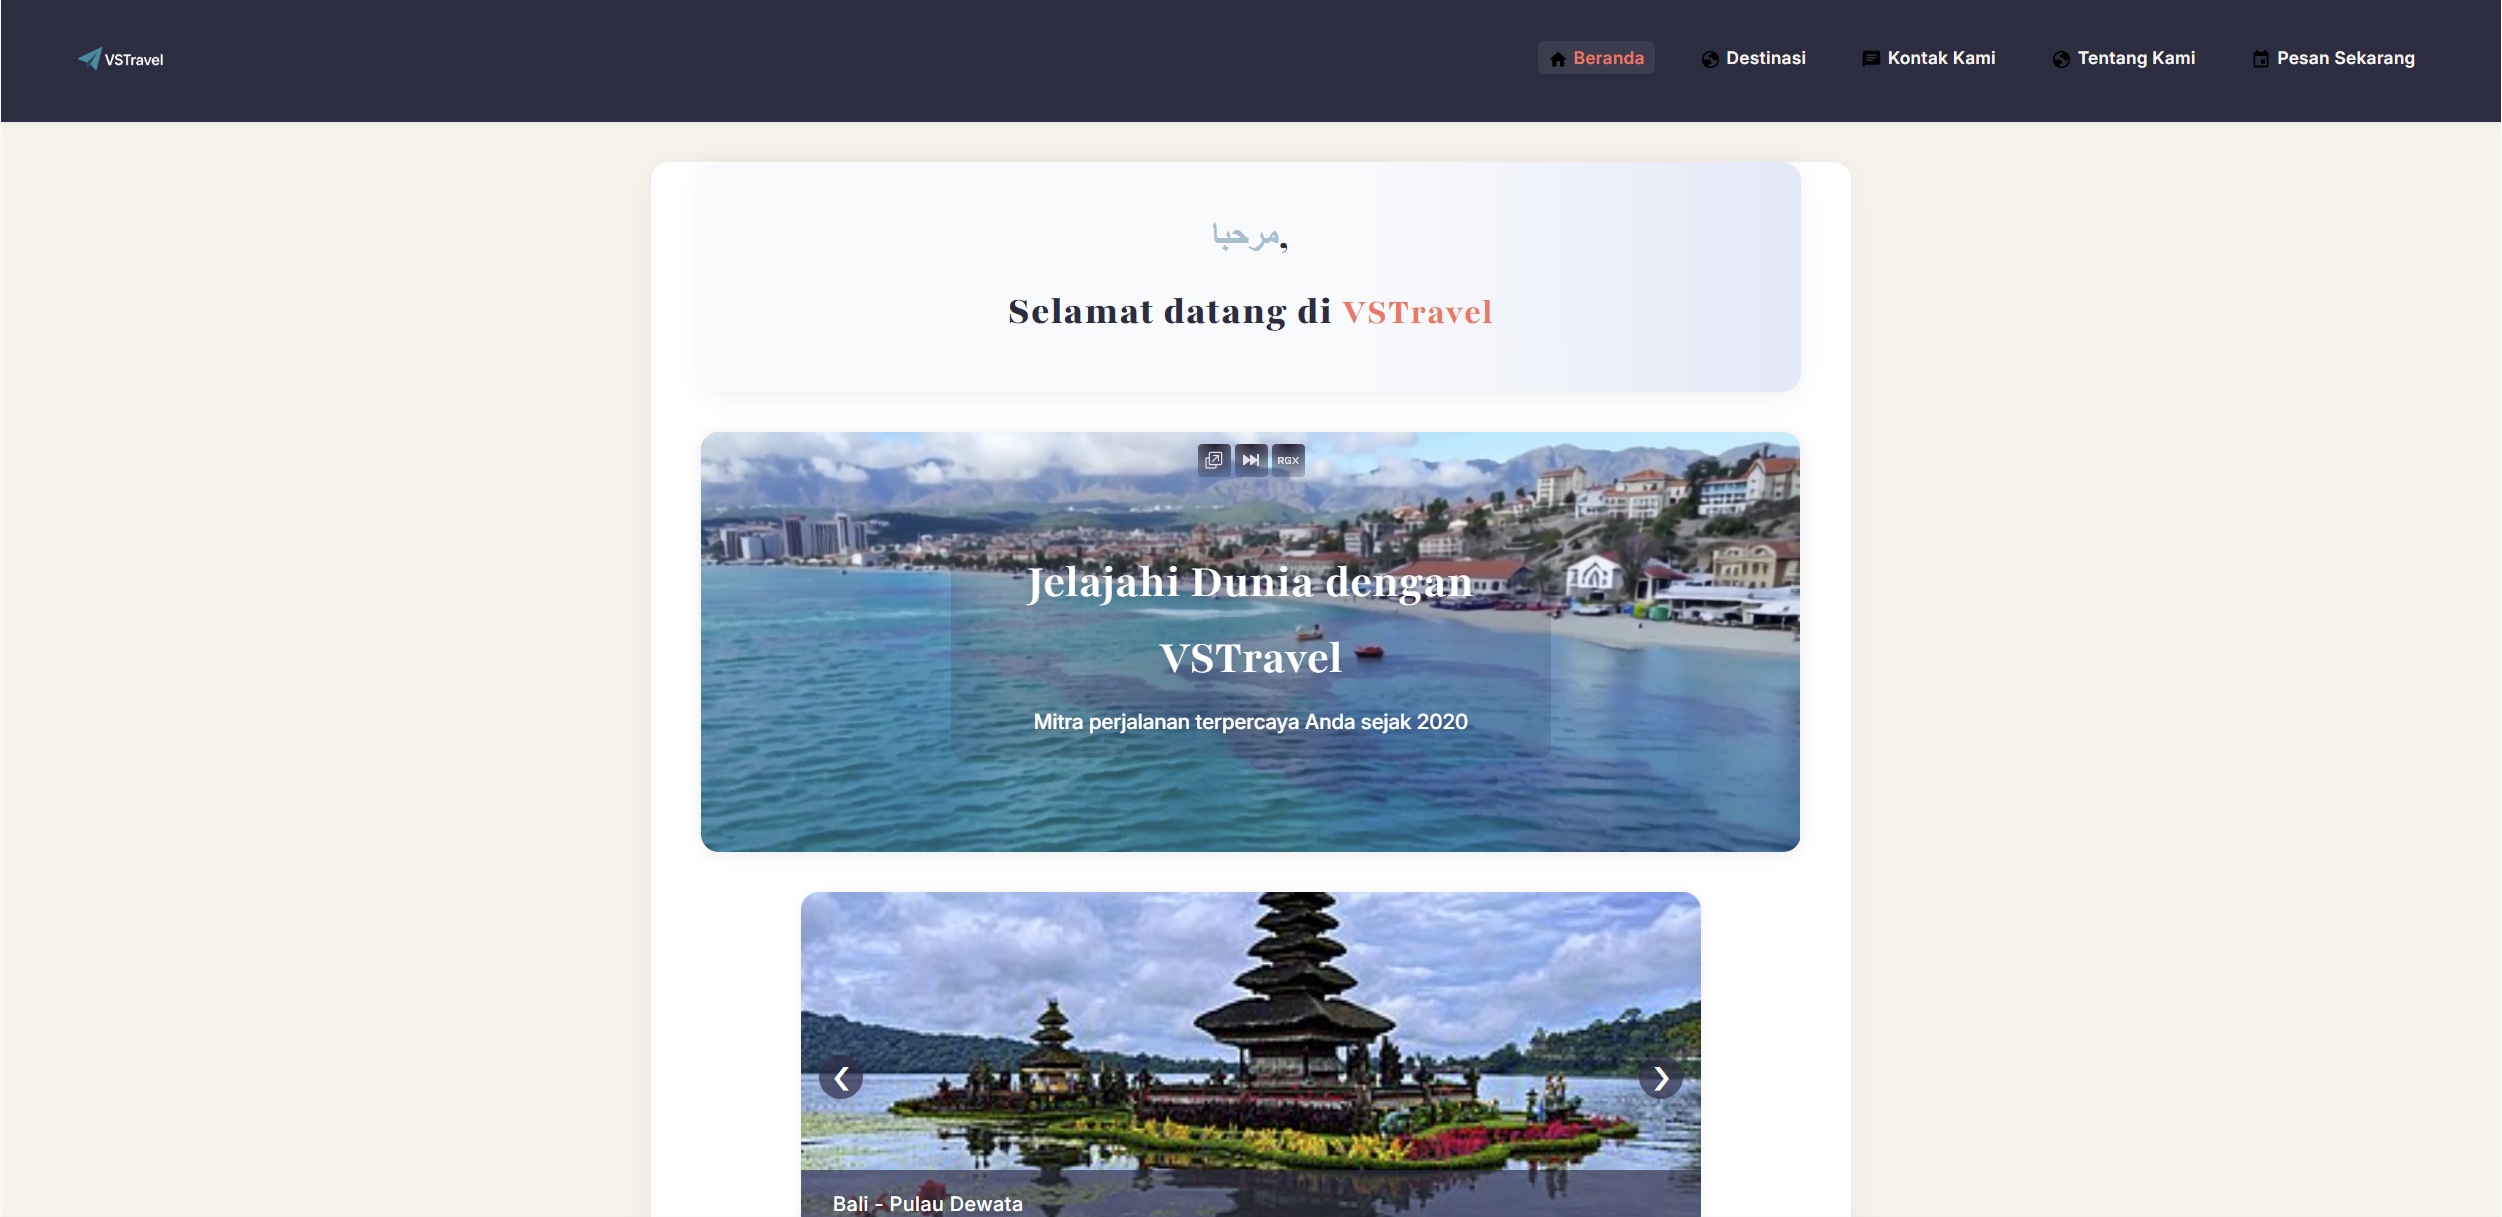 VSTravel
Beranda
Destinasi
Kontak Kami
Tentang Kami
Pesan Sekarang
مرحبا,
Selamat datang di VSTravel
RGX
Jelajahi Dunia dengan
VSTravel
Mitra perjalanan terpercaya Anda sejak 2020
Bali - Pulau Dewata